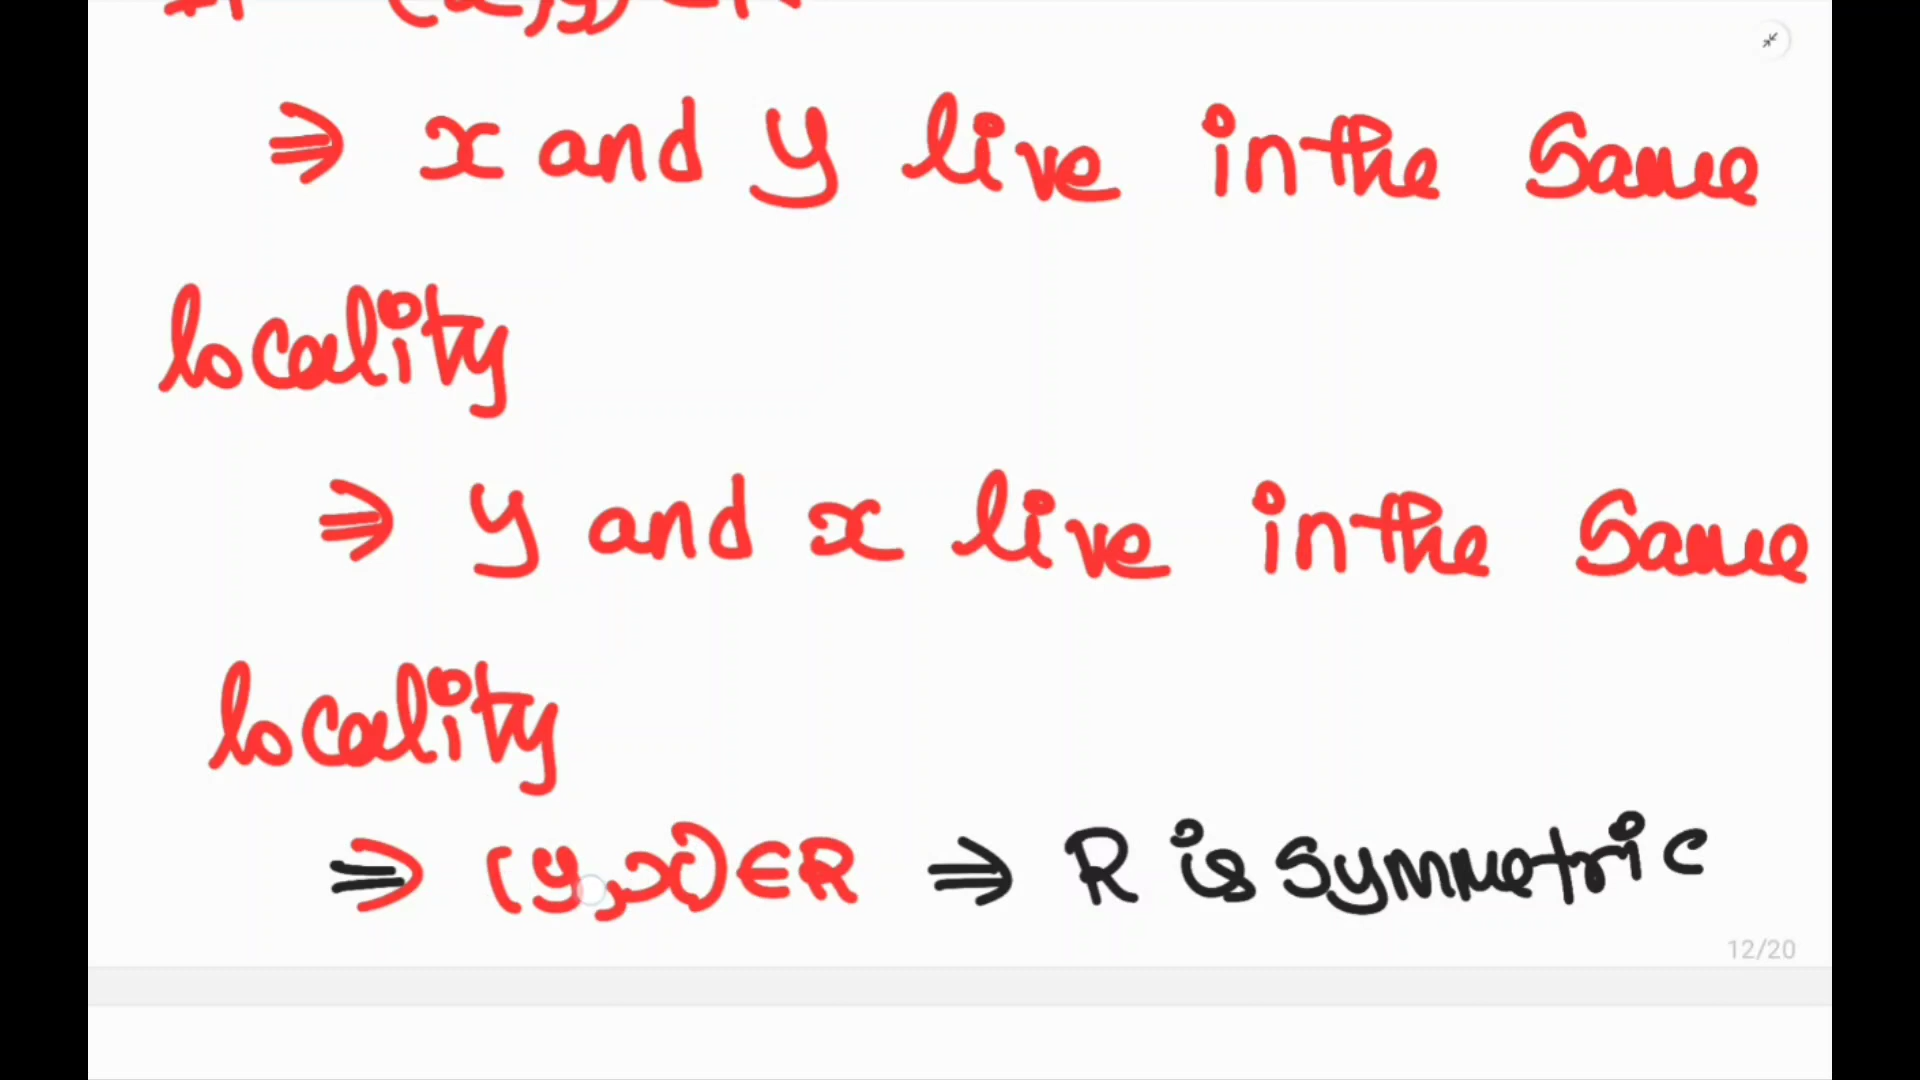 ⇒ x and y live in the same
locality
⇒ y and x live in the same
locality
⇒ (y,x)∈R ⇒ R is symmetric
12/20